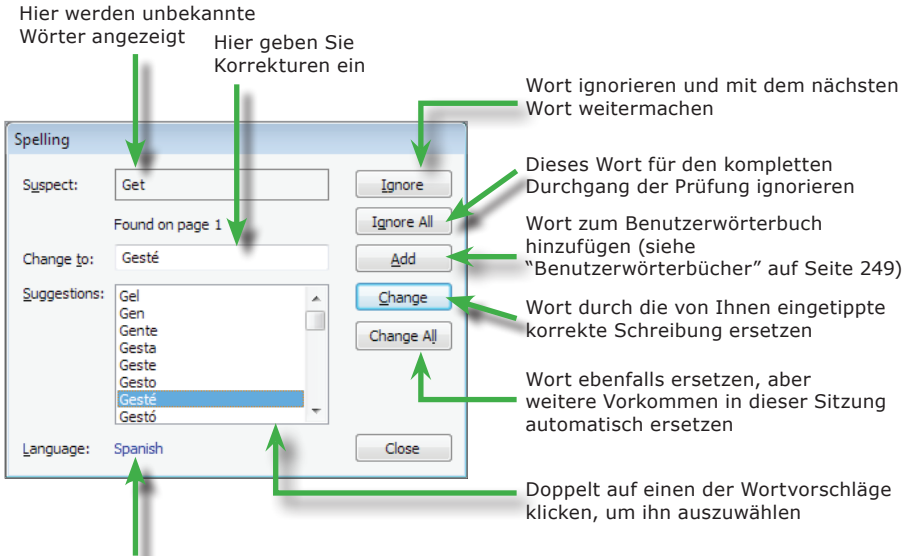 Hier werden unbekannte
Wörter angezeigt
Hier geben Sie
Korrekturen ein
Wort ignorieren und mit dem nächsten
Wort weitermachen
Spelling
Suspect:
Get
Ignore
Dieses Wort für den kompletten
Durchgang der Prüfung ignorieren
Found on page 1
Ignore All
Wort zum Benutzerwörterbuch
hinzufügen (siehe
“Benutzerwörterbücher” auf Seite 249)
Change to:
Gesté
Add
Suggestions:
Gel
Gen
Gente
Gesta
Geste
Gesto
Gesté
Gestó
Change
Wort durch die von Ihnen eingetippte
korrekte Schreibung ersetzen
Change All
Wort ebenfalls ersetzen, aber
weitere Vorkommen in dieser Sitzung
automatisch ersetzen
Language:
Spanish
Close
Doppelt auf einen der Wortvorschläge
klicken, um ihn auszuwählen